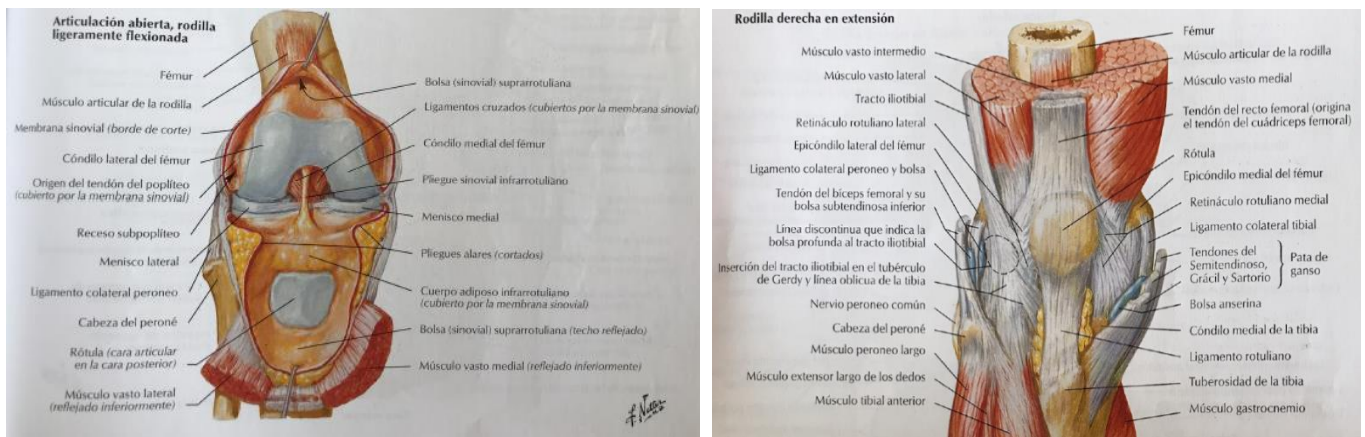 Articulación abierta, rodilla
ligeramente flexionada
Fémur
Músculo articular de la rodilla
Membrana sinovial (borde de corte)
Cóndilo lateral del fémur
Origen del tendón del poplíteo
(cubierto por la membrana sinovial)
Receso subpoplíteo
Menisco lateral
Ligamento colateral peroneo
Cabeza del peroné
Rótula (cara articular
en la cara posterior)
Músculo vasto lateral
(reflejado inferiormente)
Bolsa (sinovial) suprarrotuliana
Ligamentos cruzados (cubiertos por la membrana sinovial)
Cóndilo medial del fémur
Pliegue sinovial infrarrotuliano
Menisco medial
Pliegues alares (cortados)
Cuerpo adiposo infrarrotuliano
(cubierto por la membrana sinovial)
Bolsa (sinovial) suprarrotuliana (techo reflejado)
Músculo vasto medial (reflejado inferiormente)
F. Netter
Rodilla derecha en extensión
Músculo vasto intermedio
Músculo vasto lateral
Tracto iliotibial
Retináculo rotuliano lateral
Epicóndilo lateral del fémur
Ligamento colateral peroneo y bolsa
Tendón del bíceps femoral y su
bolsa subtendinosa inferior
Línea discontinua que indica la
bolsa profunda al tracto iliotibial
Inserción del tracto iliotibial en el tubérculo
de Gerdy y línea oblicua de la tibia
Nervio peroneo común
Cabeza del peroné
Músculo peroneo largo
Músculo extensor largo de los dedos
Músculo tibial anterior
Fémur
Músculo articular de la rodilla
Músculo vasto medial
Tendón del recto femoral (origina
el tendón del cuádriceps femoral)
Rótula
Epicóndilo medial del fémur
Retináculo rotuliano medial
Ligamento colateral tibial
Tendones del
Semitendinoso,
Grácil y Sartorio
Pata de
ganso
Bolsa anserina
Cóndilo medial de la tibia
Ligamento rotuliano
Tuberosidad de la tibia
Músculo gastrocnemio